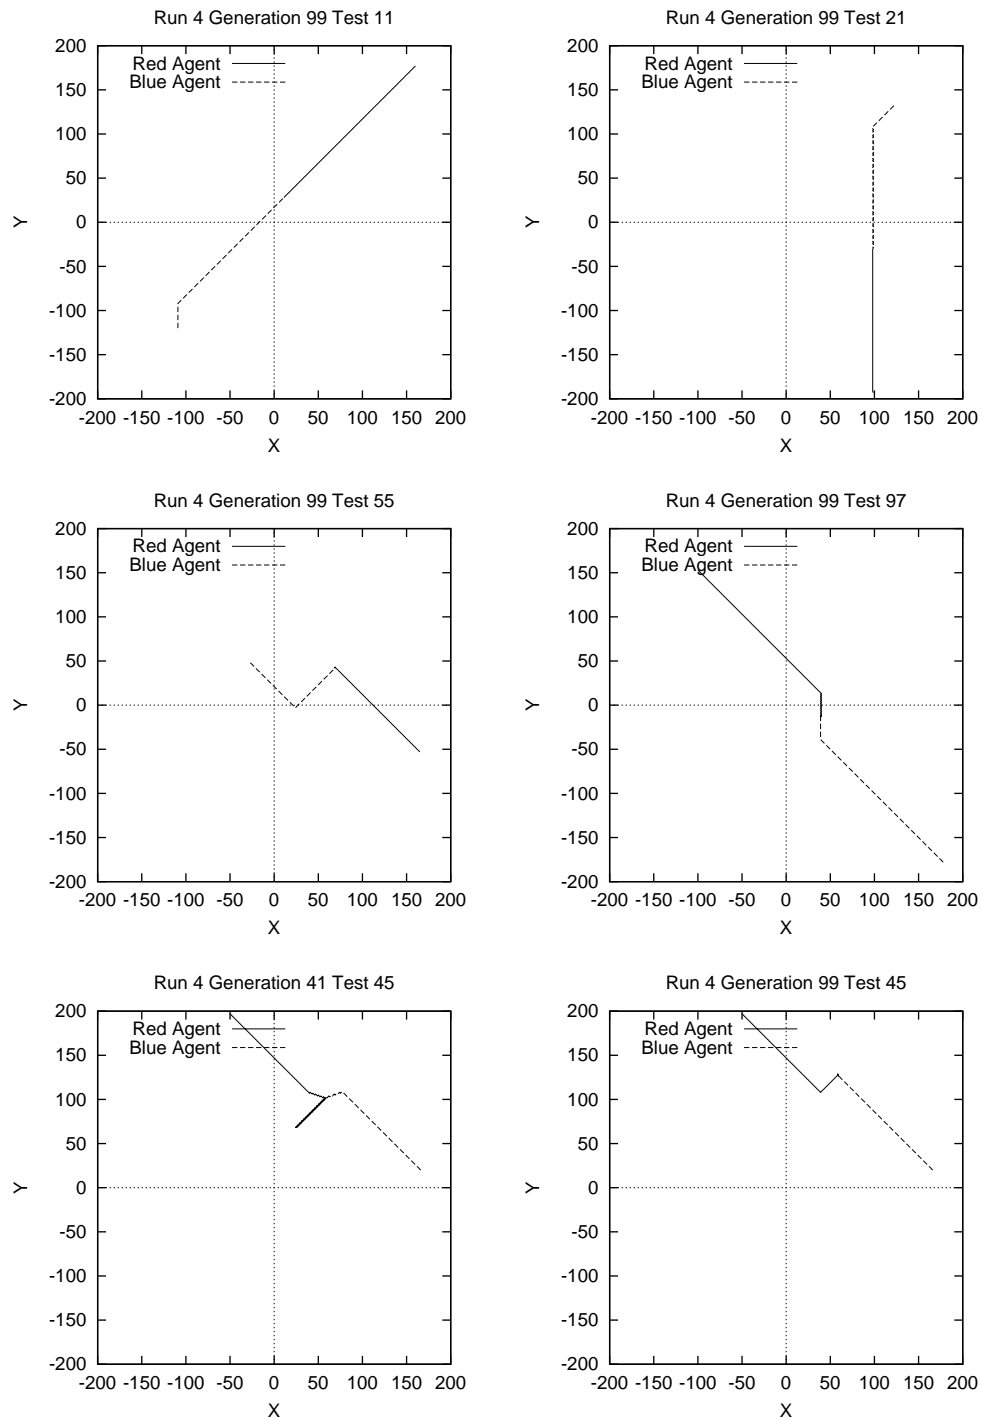 Run 4 Generation 99 Test 11
200
150
100
50
0
-50
-100
-150
-200
-200 -150 -100 -50 0 50 100 150 200
X
Y
Red Agent
Blue Agent
Run 4 Generation 99 Test 21
200
150
100
50
0
-50
-100
-150
-200
-200 -150 -100 -50 0 50 100 150 200
X
Y
Red Agent
Blue Agent
Run 4 Generation 99 Test 55
200
150
100
50
0
-50
-100
-150
-200
-200 -150 -100 -50 0 50 100 150 200
X
Y
Red Agent
Blue Agent
Run 4 Generation 99 Test 97
200
150
100
50
0
-50
-100
-150
-200
-200 -150 -100 -50 0 50 100 150 200
X
Y
Red Agent
Blue Agent
Run 4 Generation 41 Test 45
200
150
100
50
0
-50
-100
-150
-200
-200 -150 -100 -50 0 50 100 150 200
X
Y
Red Agent
Blue Agent
Run 4 Generation 99 Test 45
200
150
100
50
0
-50
-100
-150
-200
-200 -150 -100 -50 0 50 100 150 200
X
Y
Red Agent
Blue Agent